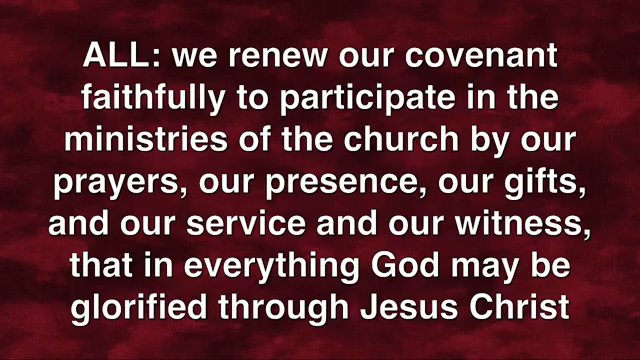 ALL: we renew our covenant
faithfully to participate in the
ministries of the church by our
prayers, our presence, our gifts,
and our service and our witness,
that in everything God may be
glorified through Jesus Christ